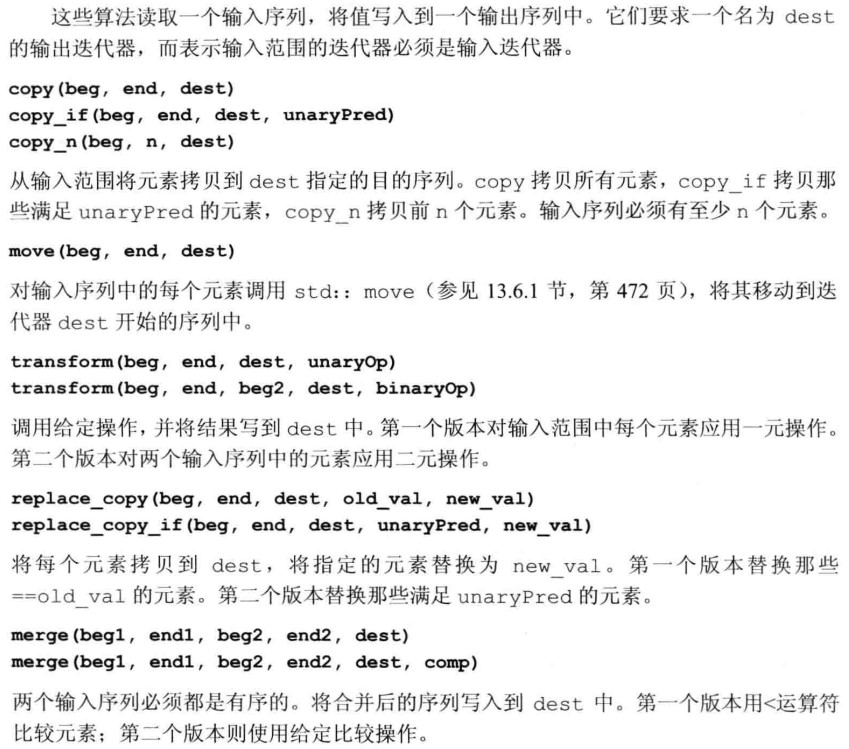 这些算法读取一个输入序列，将值写入到一个输出序列中。它们要求一个名为 dest
的输出迭代器，而表示输入范围的迭代器必须是输入迭代器。
copy(beg, end, dest)
copy_if(beg, end, dest, unaryPred)
copy_n(beg, n, dest)
从输入范围将元素拷贝到 dest 指定的目的序列。copy 拷贝所有元素，copy_if 拷贝那
些满足 unaryPred 的元素，copy_n 拷贝前 n 个元素。输入序列必须有至少 n 个元素。
move(beg, end, dest)
对输入序列中的每个元素调用 std:: move（参见 13.6.1 节，第 472 页），将其移动到迭
代器 dest 开始的序列中。
transform(beg, end, dest, unaryOp)
transform(beg, end, beg2, dest, binaryOp)
调用给定操作，并将结果写到 dest 中。第一个版本对输入范围中每个元素应用一元操作。
第二个版本对两个输入序列中的元素应用二元操作。
replace_copy(beg, end, dest, old_val, new_val)
replace_copy_if(beg, end, dest, unaryPred, new_val)
将每个元素拷贝到 dest，将指定的元素替换为 new_val。第一个版本替换那些
==old_val 的元素。第二个版本替换那些满足 unaryPred 的元素。
merge(beg1, end1, beg2, end2, dest)
merge(beg1, end1, beg2, end2, dest, comp)
两个输入序列必须都是有序的。将合并后的序列写入到 dest 中。第一个版本用<运算符
比较元素；第二个版本则使用给定比较操作。